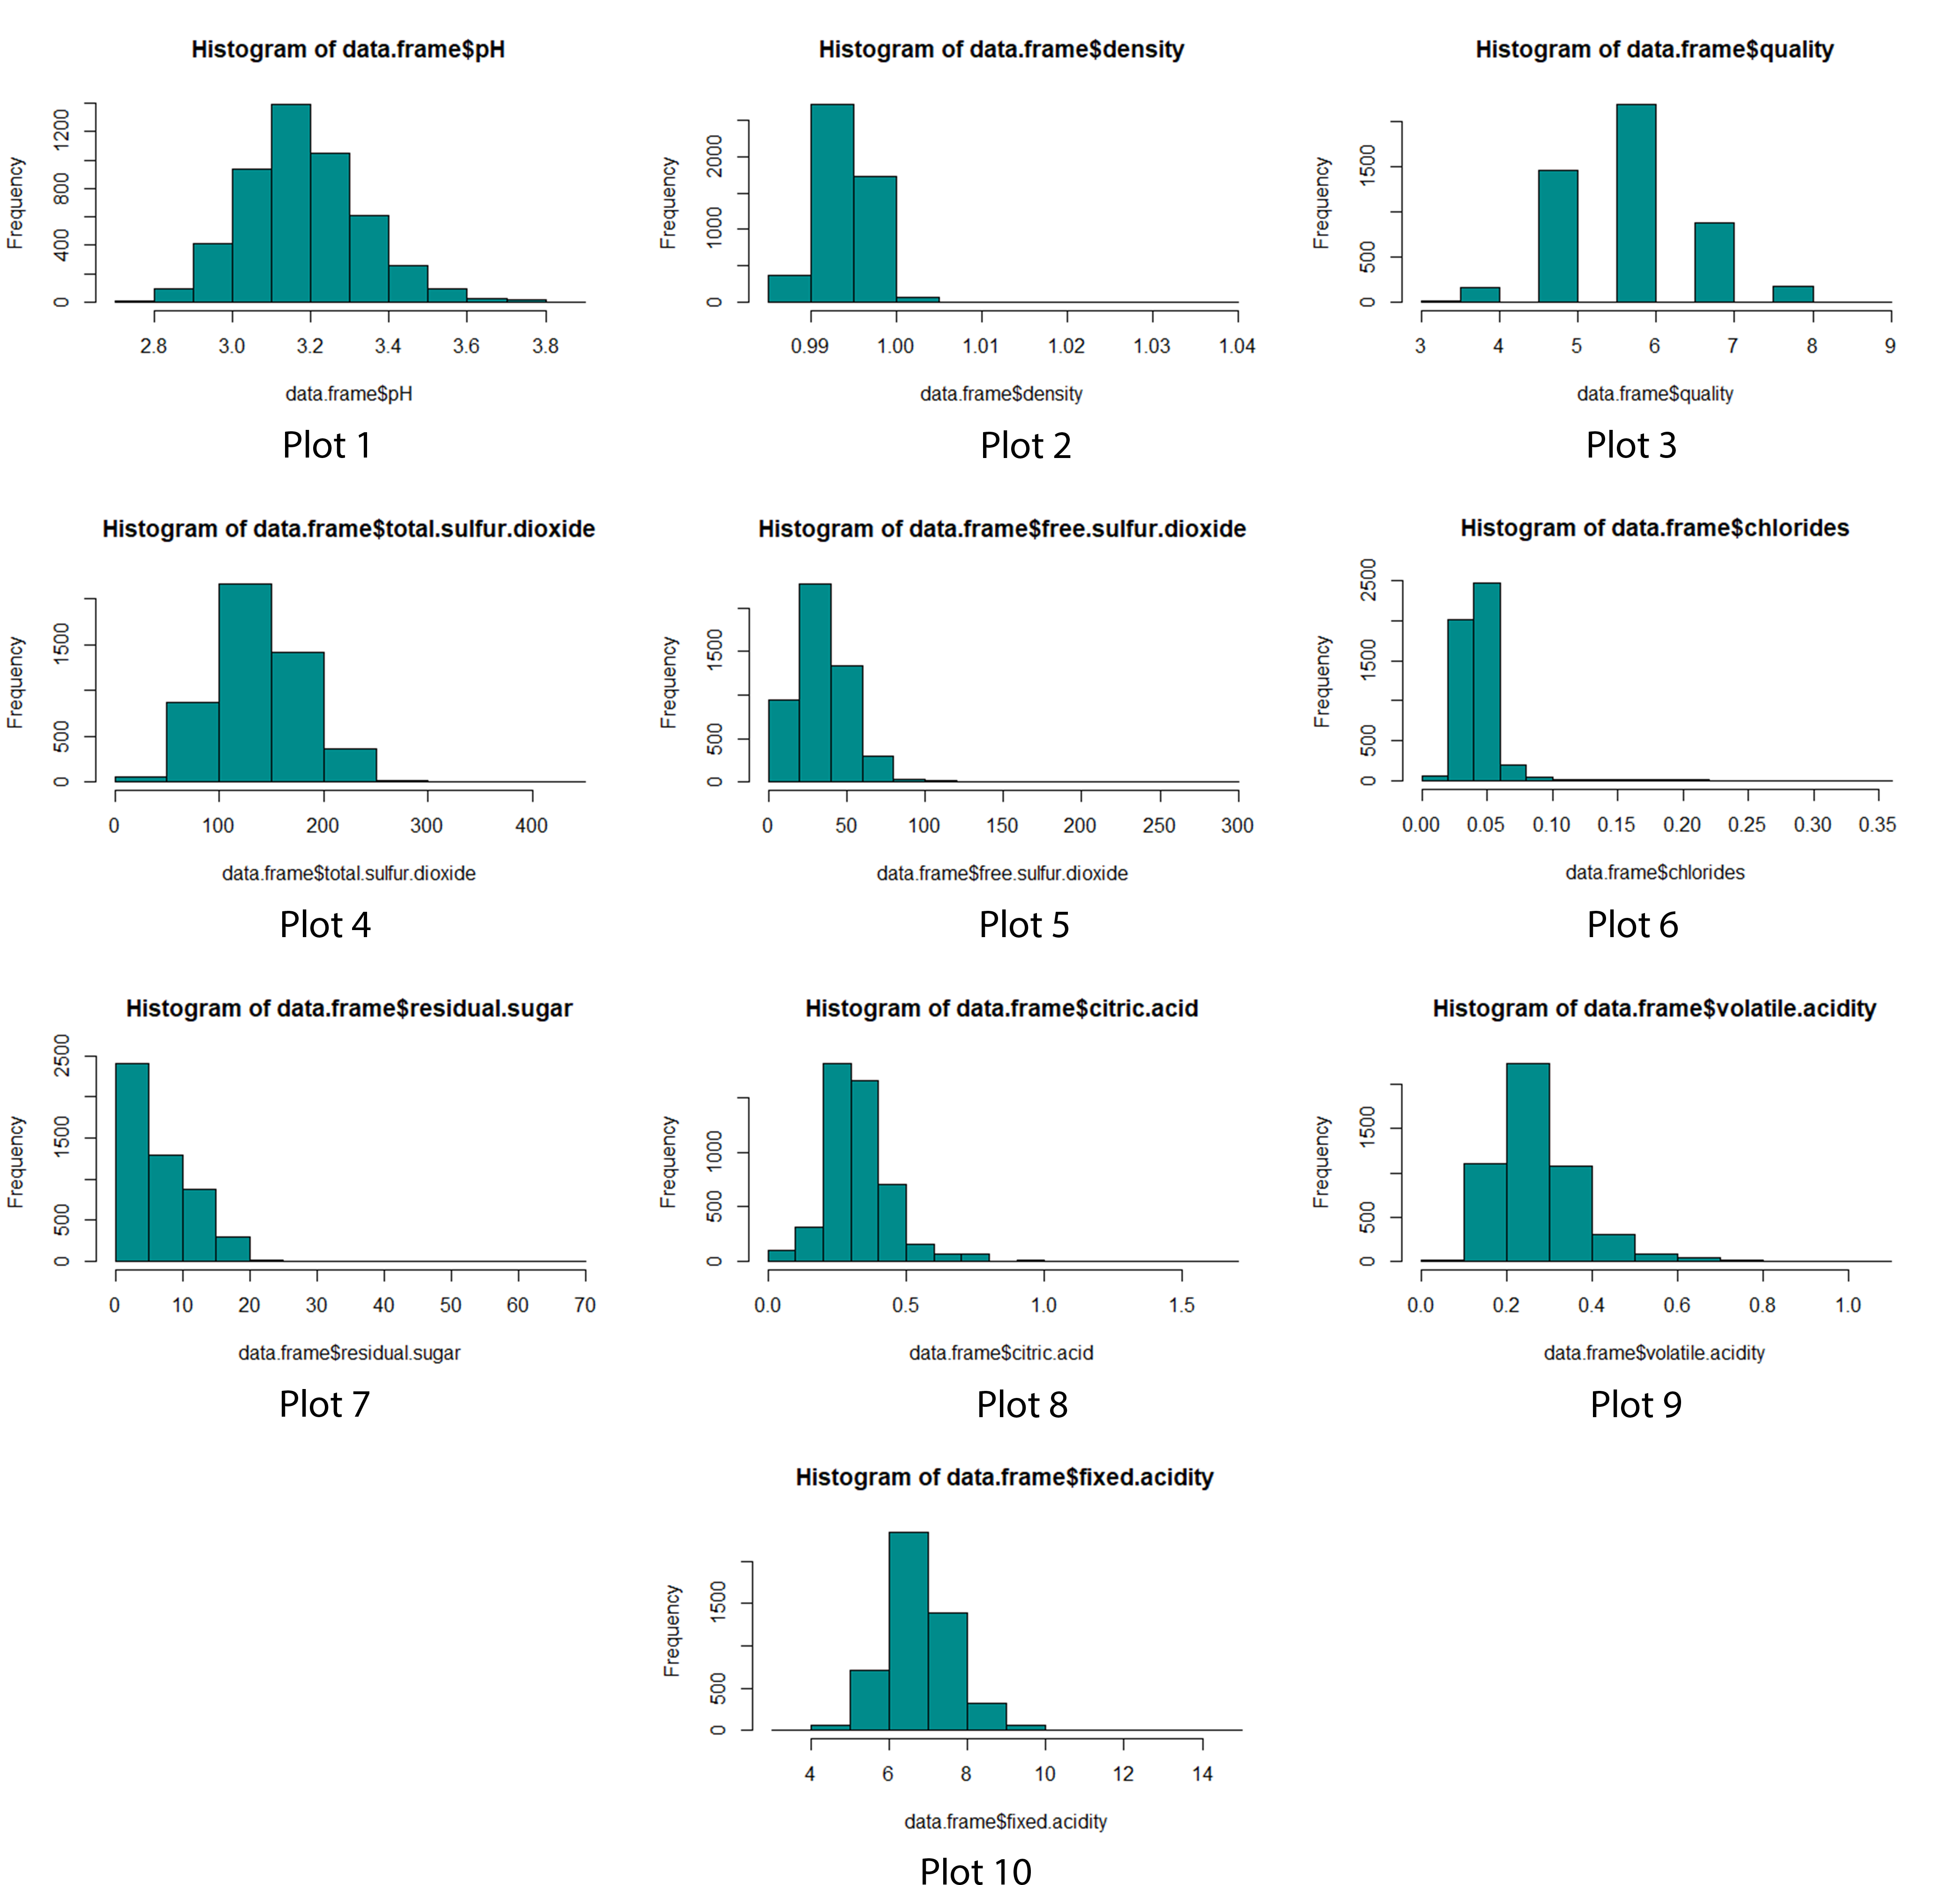 Histogram of data.frame$pH
Frequency
0 400 800 1200
2.8 3.0 3.2 3.4 3.6 3.8
data.frame$pH
Plot 1
Histogram of data.frame$density
Frequency
0 1000 2000
0.99 1.00 1.01 1.02 1.03 1.04
data.frame$density
Plot 2
Histogram of data.frame$quality
Frequency
0 500 1500
3 4 5 6 7 8 9
data.frame$quality
Plot 3
Histogram of data.frame$total.sulfur.dioxide
Frequency
0 500 1500
0 100 200 300 400
data.frame$total.sulfur.dioxide
Plot 4
Histogram of data.frame$free.sulfur.dioxide
Frequency
0 500 1500
0 50 100 150 200 250 300
data.frame$free.sulfur.dioxide
Plot 5
Histogram of data.frame$chlorides
Frequency
0 500 1500 2500
0.00 0.05 0.10 0.15 0.20 0.25 0.30 0.35
data.frame$chlorides
Plot 6
Histogram of data.frame$residual.sugar
Frequency
0 500 1500 2500
0 10 20 30 40 50 60 70
data.frame$residual.sugar
Plot 7
Histogram of data.frame$citric.acid
Frequency
0 500 1000
0.0 0.5 1.0 1.5
data.frame$citric.acid
Plot 8
Histogram of data.frame$volatile.acidity
Frequency
0 500 1500
0.0 0.2 0.4 0.6 0.8 1.0
data.frame$volatile.acidity
Plot 9
Histogram of data.frame$fixed.acidity
Frequency
0 500 1500
4 6 8 10 12 14
data.frame$fixed.acidity
Plot 10